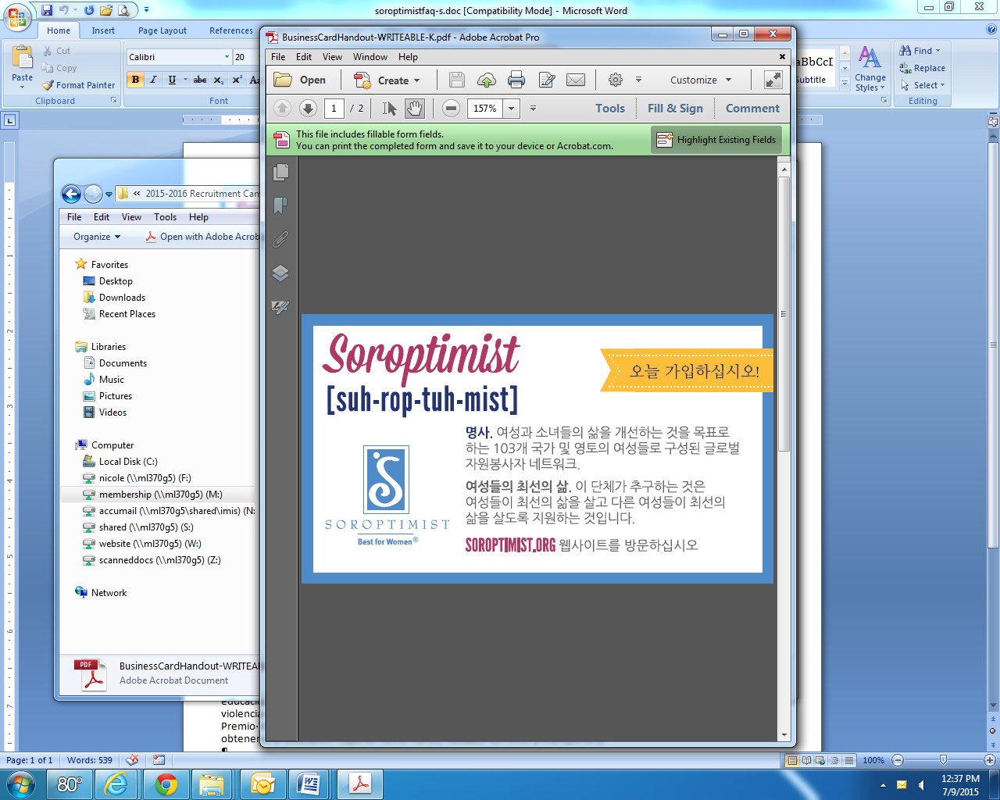 soroptimistfaq-s.doc [Compatibility Mode] - Microsoft Word
Home Insert Page Layout References
Paste
Cut
Copy
Format Painter
Clipboard
Calibri 20
B I U abc x₂ x² Aa
Font
Subtitle
Change Styles
Find
Replace
Select
Editing
BusinessCardHandout-WRITEABLE-K.pdf - Adobe Acrobat Pro
File Edit View Window Help
Open Create Customize
1 / 2 157% Tools Fill & Sign Comment
This file includes fillable form fields.
You can print the completed form and save it to your device or Acrobat.com.
Highlight Existing Fields
2015-2016 Recruitment
File Edit View Tools Help
Organize Open with Adobe
Favorites
Desktop
Downloads
Recent Places
Libraries
Documents
Music
Pictures
Videos
Computer
Local Disk (C:)
nicole (\\ml370g5) (F:)
membership (\\ml370g5) (M:)
accumail (\\ml370g5\shared\imis) (N:
shared (\\ml370g5) (S:)
website (\\ml370g5) (W:)
scanneddocs (\\ml370g5) (Z:)
Network
PDF
BusinessCardHandout-WRITEA
Adobe Acrobat Document
Soroptimist
[suh-rop-tuh-mist]
오늘 가입하십시오!
명사. 여성과 소녀들의 삶을 개선하는 것을 목표로
하는 103개 국가 및 영토의 여성들로 구성된 글로벌
자원봉사자 네트워크.
여성들의 최선의 삶. 이 단체가 추구하는 것은
여성들이 최선의 삶을 살고 다른 여성들이 최선의
삶을 살도록 지원하는 것입니다.
SOROPTIMIST.ORG 웹사이트를 방문하십시오
S
SOROPTIMIST
Best for Women®
violencia
Premio
obtener
Page: 1 of 1 Words: 539 100%
80°
12:37 PM
7/9/2015